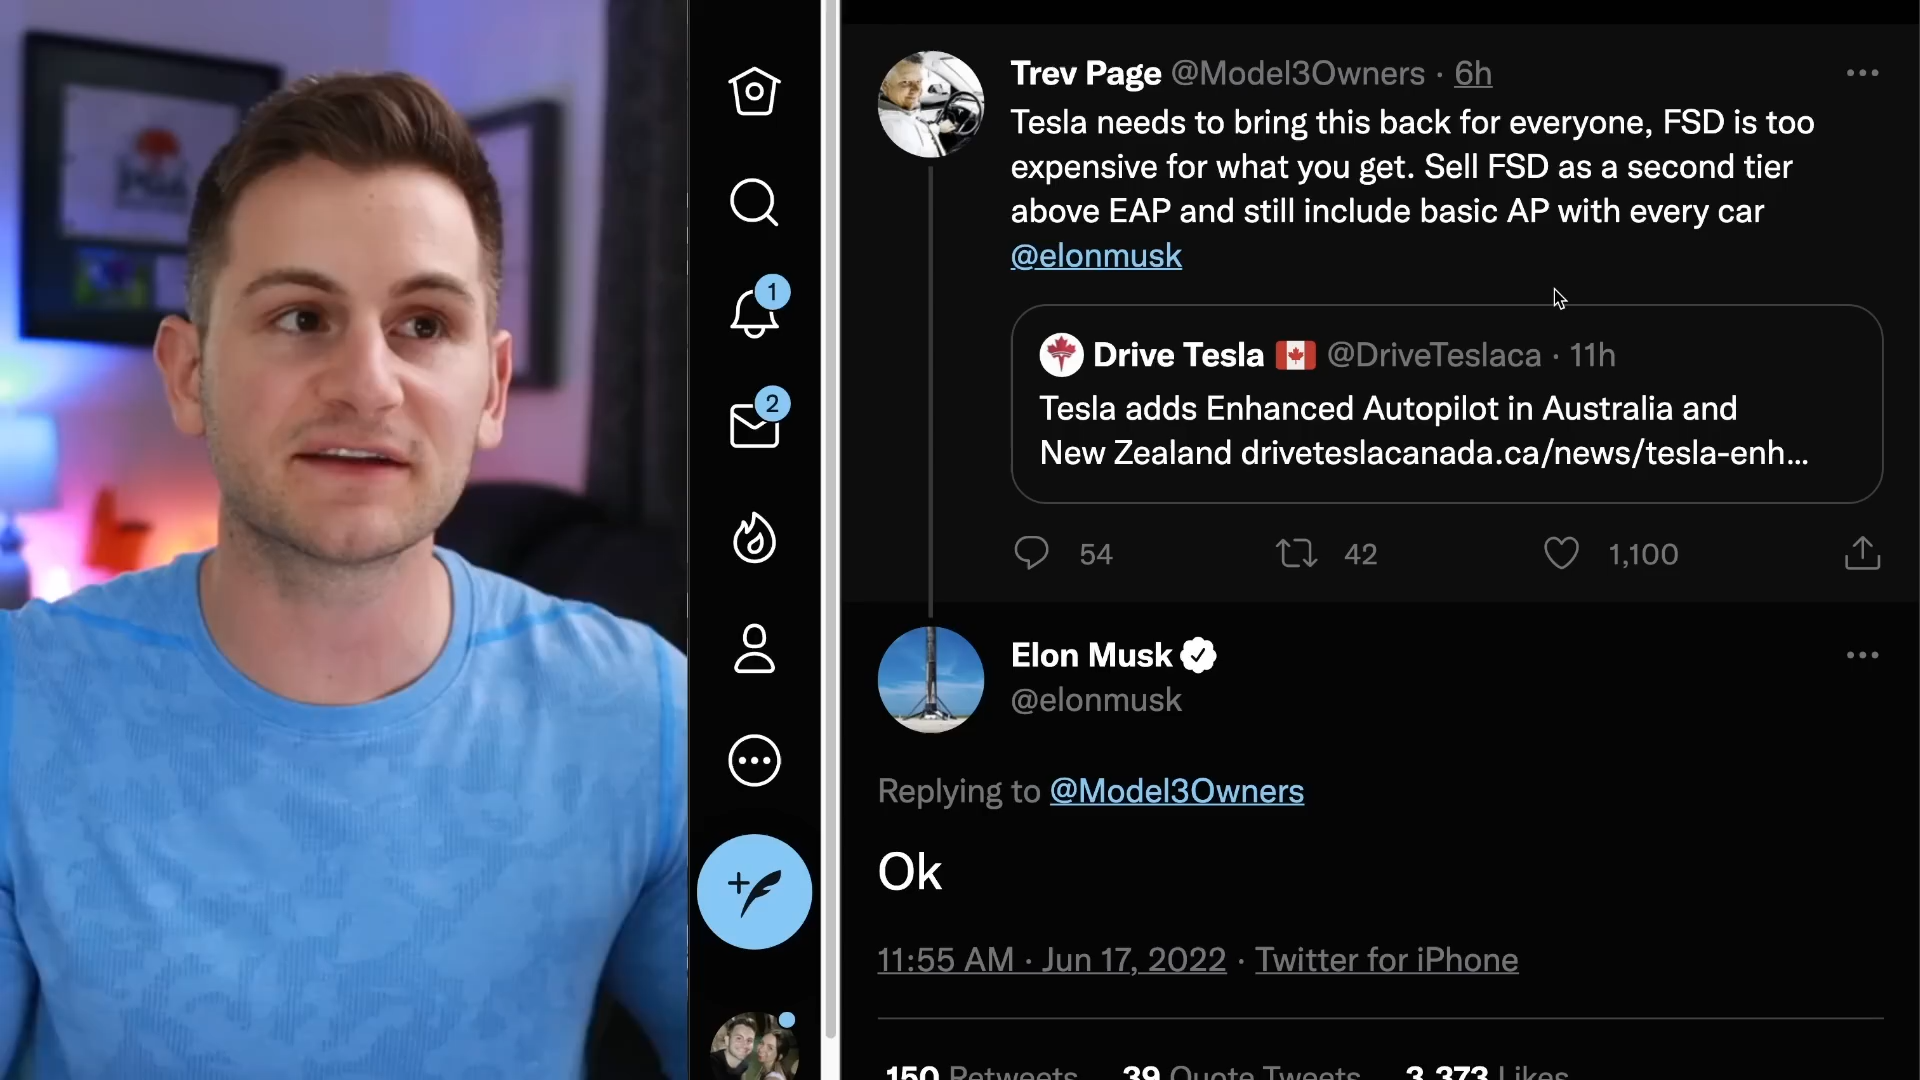 Trev Page @Model3Owners · 6h
Tesla needs to bring this back for everyone, FSD is too
expensive for what you get. Sell FSD as a second tier
above EAP and still include basic AP with every car
@elonmusk
Drive Tesla @DriveTeslaca · 11h
Tesla adds Enhanced Autopilot in Australia and
New Zealand driveteslacanada.ca/news/tesla-enh...
54 42 1,100
1
2
Elon Musk
@elonmusk
Replying to @Model3Owners
Ok
11:55 AM · Jun 17, 2022 · Twitter for iPhone
150 Retweets 39 Quote Tweets 3,373 Likes